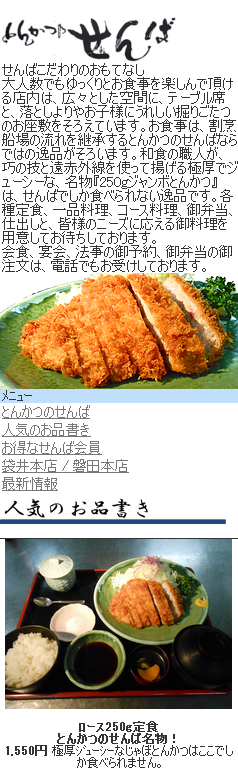 とんかつ
せんば
せんばこだわりのおもてなし
大人数でもゆっくりとお食事を楽しんで頂け
る店内は、広々とした空間に、テーブル席
と、落としよりやお子様にうれしい掘りごたつ
のお座敷をそろえています。お食事は、割烹
船場の流れを継承するとんかつのせんばなら
ではの逸品がそろいます。和食の職人が、
巧の技と遠赤外線を使って揚げる極厚でジ
ューシーな、名物『250gジャンボとんかつ』
は、せんばでしか食べられない逸品です。各
種定食、一品料理、コース料理、御弁当、
仕出しと、皆様のニーズに応える御料理を
用意してお待ちしております。
会食、宴会、法事の御予約、御弁当の御
注文は、電話でもお受けしております。
メニュー
とんかつのせんば
人気のお品書き
お得なせんば会員
袋井本店 / 磐田本店
最新情報
人気のお品書き
ロース250g定食
とんかつのせんば名物！
1,550円 極厚ジューシーなじゃぼとんかつはここでし
か食べられません。